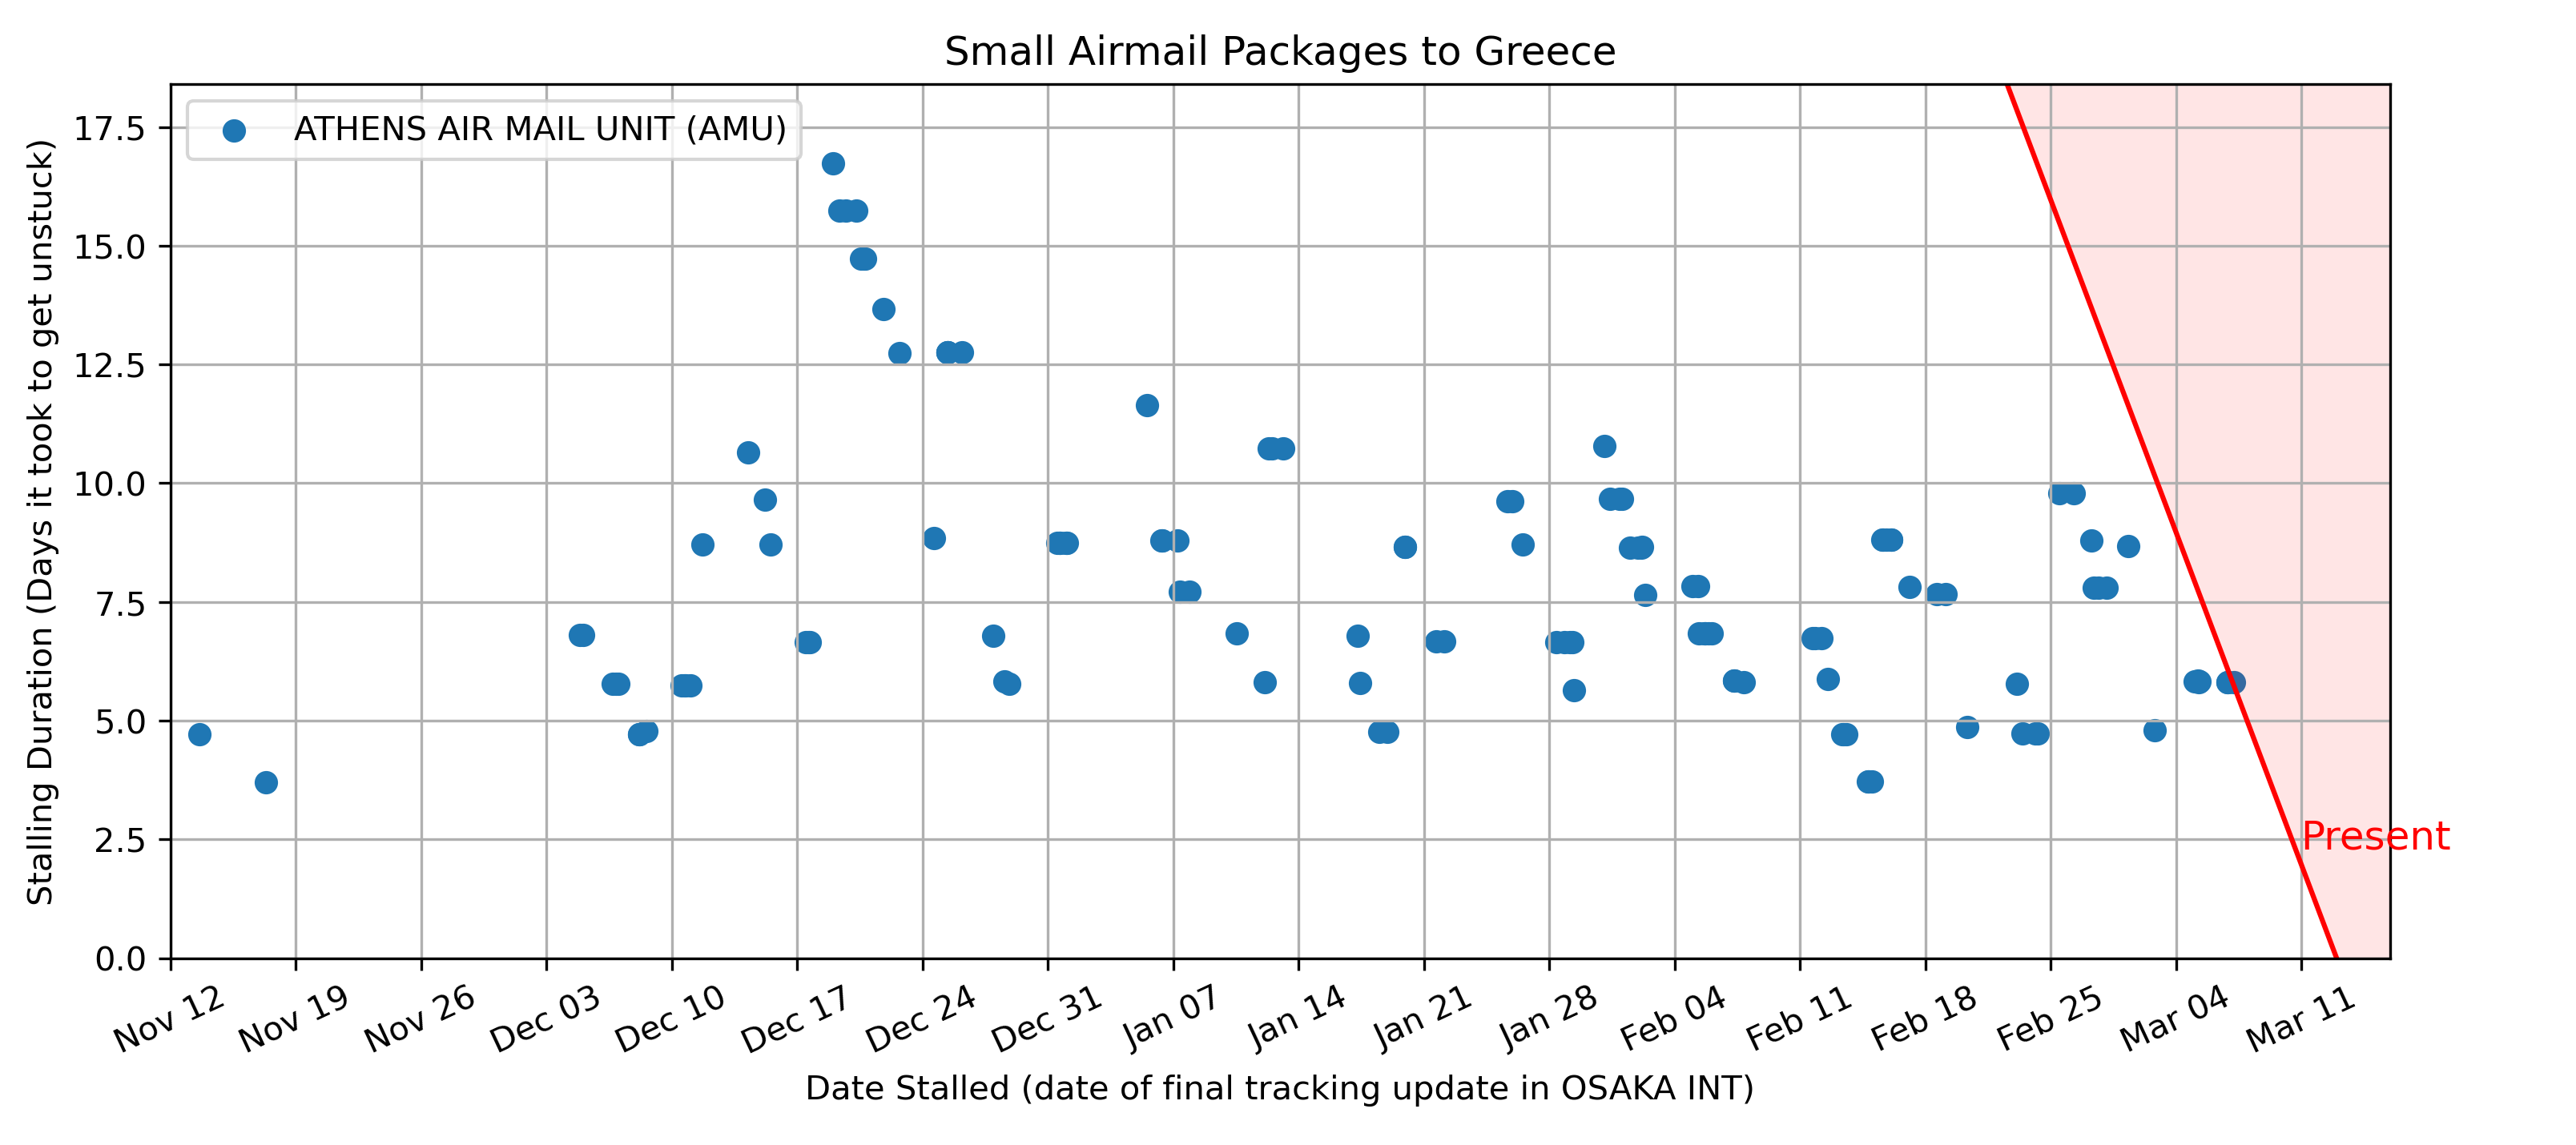 Small Airmail Packages to Greece
ATHENS AIR MAIL UNIT (AMU)
Stalling Duration (Days it took to get unstuck)
17.5
15.0
12.5
10.0
7.5
5.0
2.5
0.0
Present
Nov 12
Nov 19
Nov 26
Dec 03
Dec 10
Dec 17
Dec 24
Dec 31
Jan 07
Jan 14
Jan 21
Jan 28
Feb 04
Feb 11
Feb 18
Feb 25
Mar 04
Mar 11
Date Stalled (date of final tracking update in OSAKA INT)